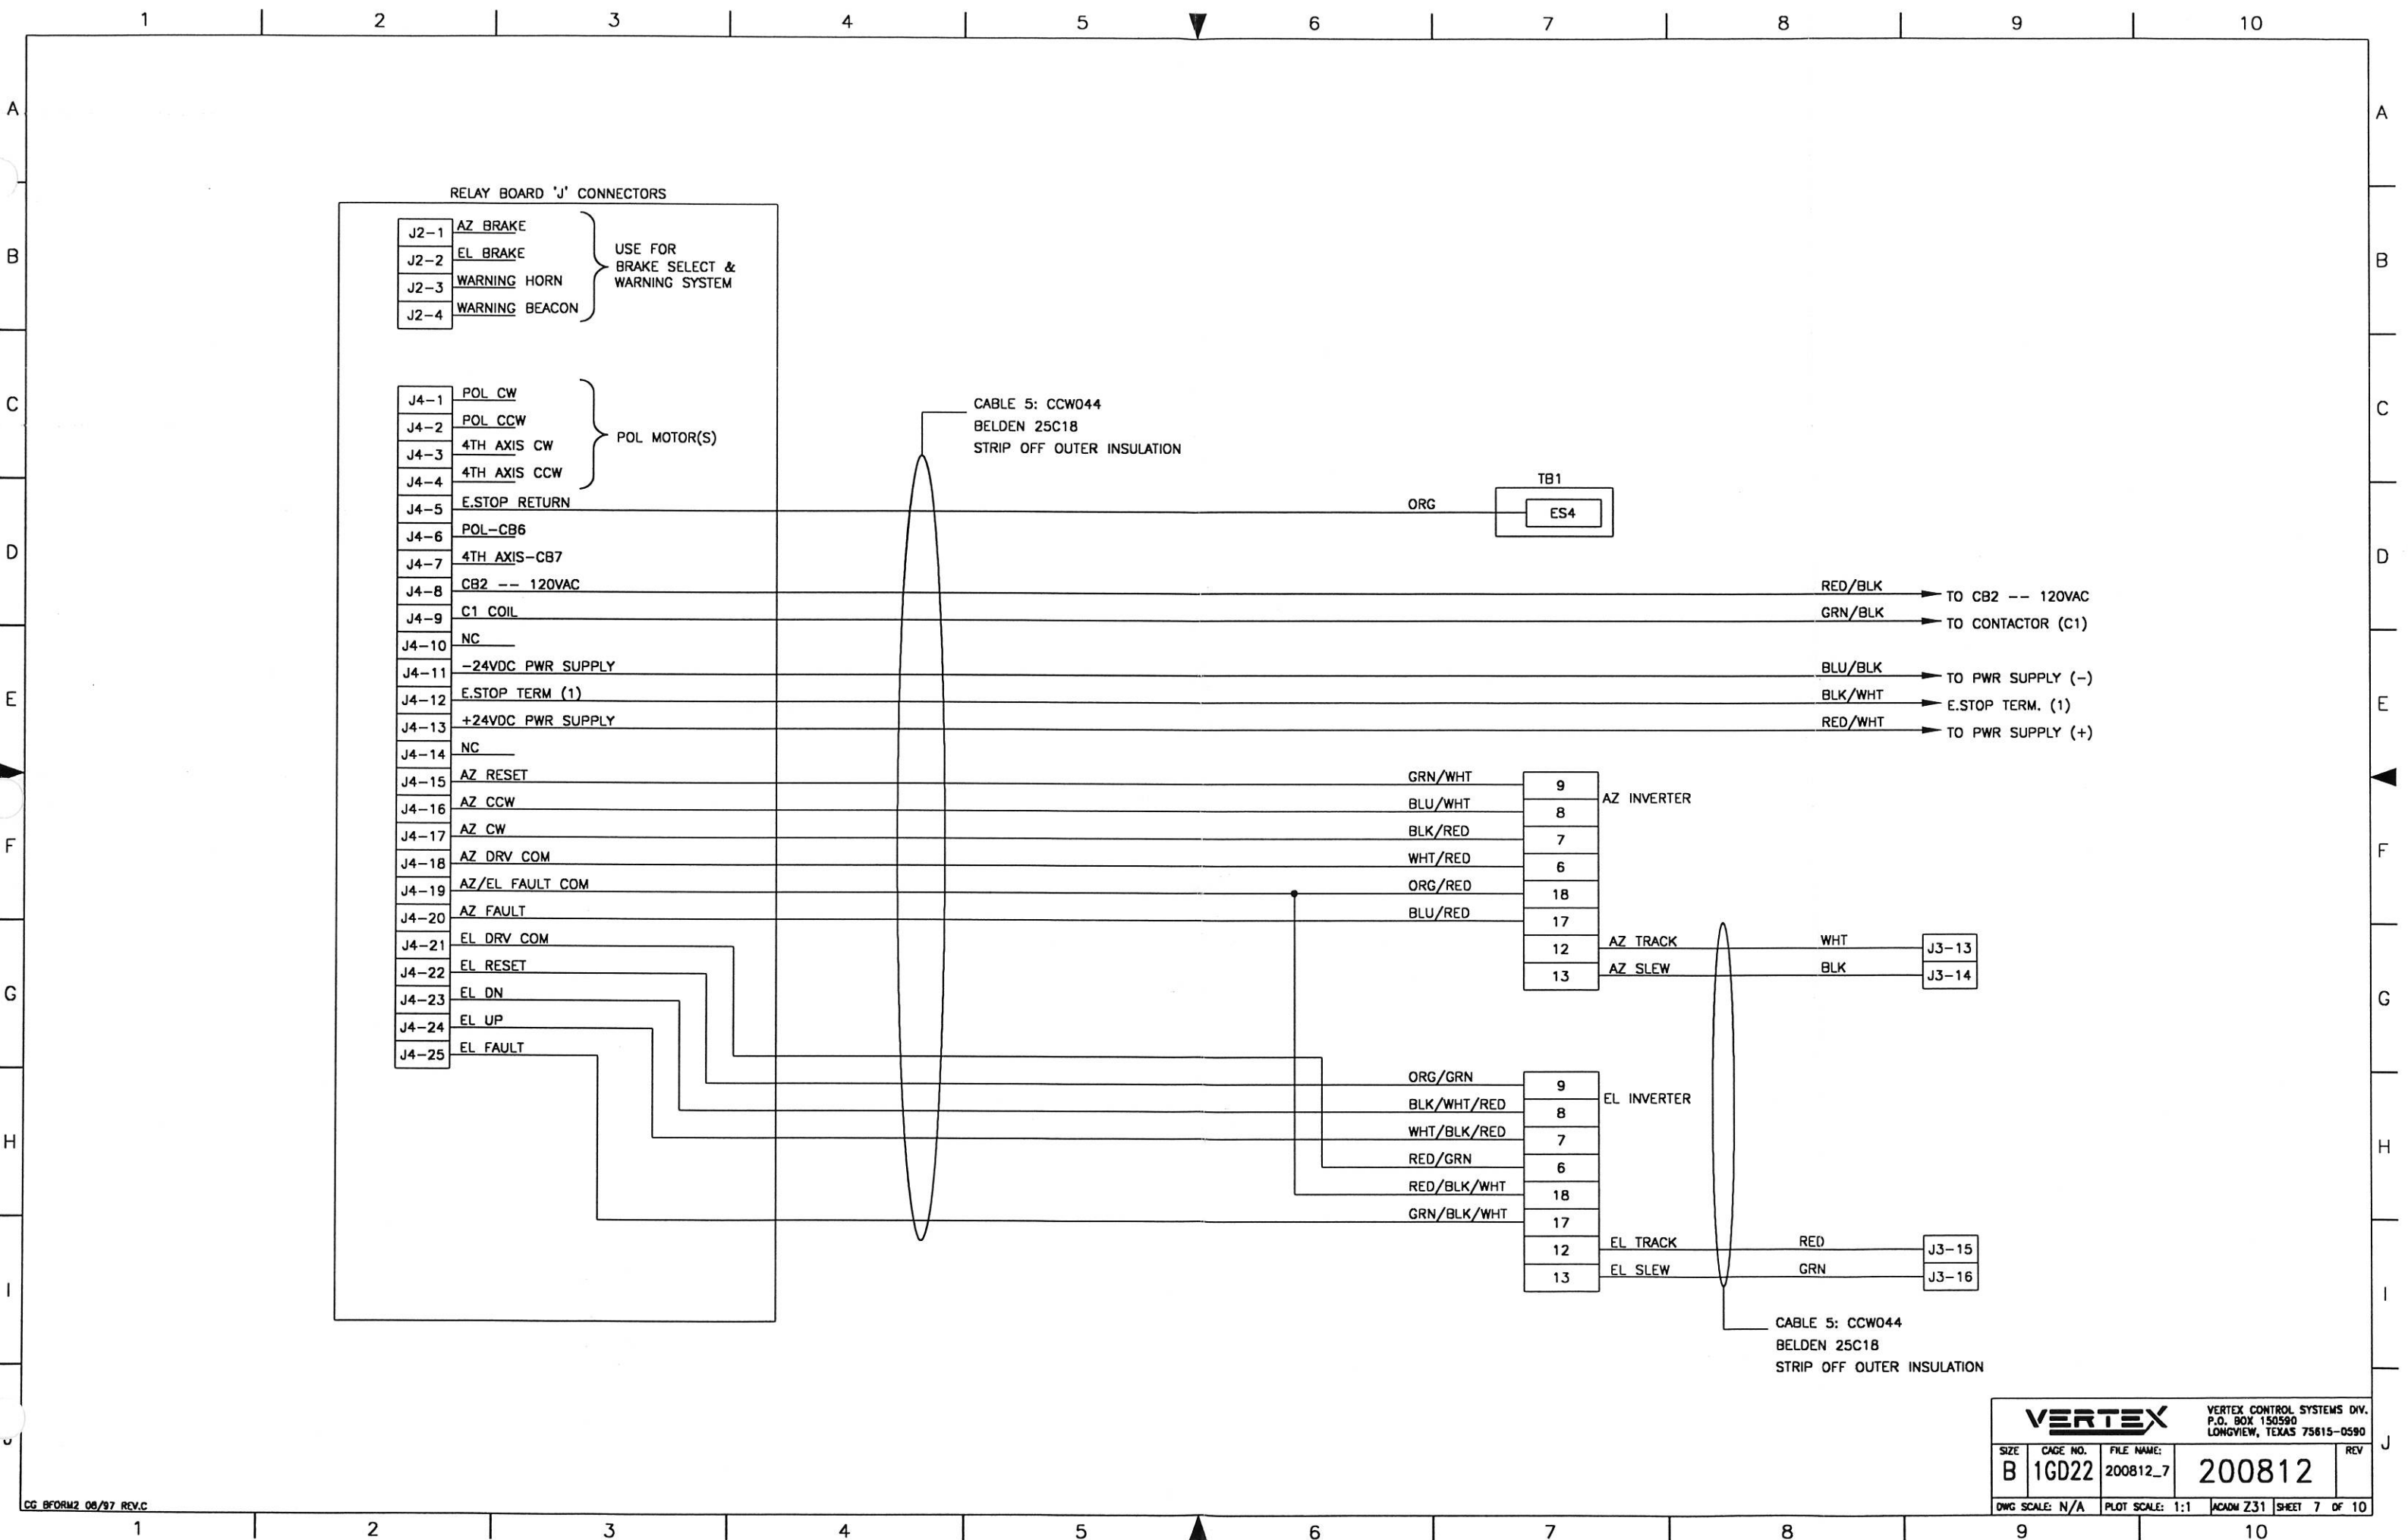 1 2 3 4 5 6 7 8 9 10
A A
RELAY BOARD 'J' CONNECTORS
J2-1 AZ BRAKE
J2-2 EL BRAKE
J2-3 WARNING HORN
J2-4 WARNING BEACON
USE FOR
BRAKE SELECT &
WARNING SYSTEM
B B
J4-1 POL CW
J4-2 POL CCW
J4-3 4TH AXIS CW
J4-4 4TH AXIS CCW
POL MOTOR(S)
C C
CABLE 5: CCW044
BELDEN 25C18
STRIP OFF OUTER INSULATION
TB1
J4-5 E.STOP RETURN ORG ES4
J4-6 POL-CB6
J4-7 4TH AXIS-CB7
D D
J4-8 CB2 -- 120VAC RED/BLK TO CB2 -- 120VAC
J4-9 C1 COIL GRN/BLK TO CONTACTOR (C1)
J4-10 NC
J4-11 -24VDC PWR SUPPLY BLU/BLK TO PWR SUPPLY (-)
J4-12 E.STOP TERM (1) BLK/WHT E.STOP TERM. (1)
E E
J4-13 +24VDC PWR SUPPLY RED/WHT TO PWR SUPPLY (+)
J4-14 NC
J4-15 AZ RESET GRN/WHT 9
AZ INVERTER
J4-16 AZ CCW BLU/WHT 8
J4-17 AZ CW BLK/RED 7
F F
J4-18 AZ DRV COM WHT/RED 6
J4-19 AZ/EL FAULT COM ORG/RED 18
J4-20 AZ FAULT BLU/RED 17
J4-21 EL DRV COM
12 AZ TRACK WHT J3-13
J4-22 EL RESET
13 AZ SLEW BLK J3-14
J4-23 EL DN
G G
J4-24 EL UP
J4-25 EL FAULT
ORG/GRN 9
EL INVERTER
BLK/WHT/RED 8
WHT/BLK/RED 7
H H
RED/GRN 6
RED/BLK/WHT 18
GRN/BLK/WHT 17
12 EL TRACK RED J3-15
13 EL SLEW GRN J3-16
I I
CABLE 5: CCW044
BELDEN 25C18
STRIP OFF OUTER INSULATION
VERTEX
VERTEX CONTROL SYSTEMS DIV.
P.O. BOX 150590
LONGVIEW, TEXAS 75615-0590
J
SIZE CAGE NO. FILE NAME: REV
B 1GD22 200812_7 200812
DWG SCALE: N/A PLOT SCALE: 1:1 ACADM Z31 SHEET 7 OF 10
CG BFORM2 08/97 REV.C
1 2 3 4 5 6 7 8 9 10